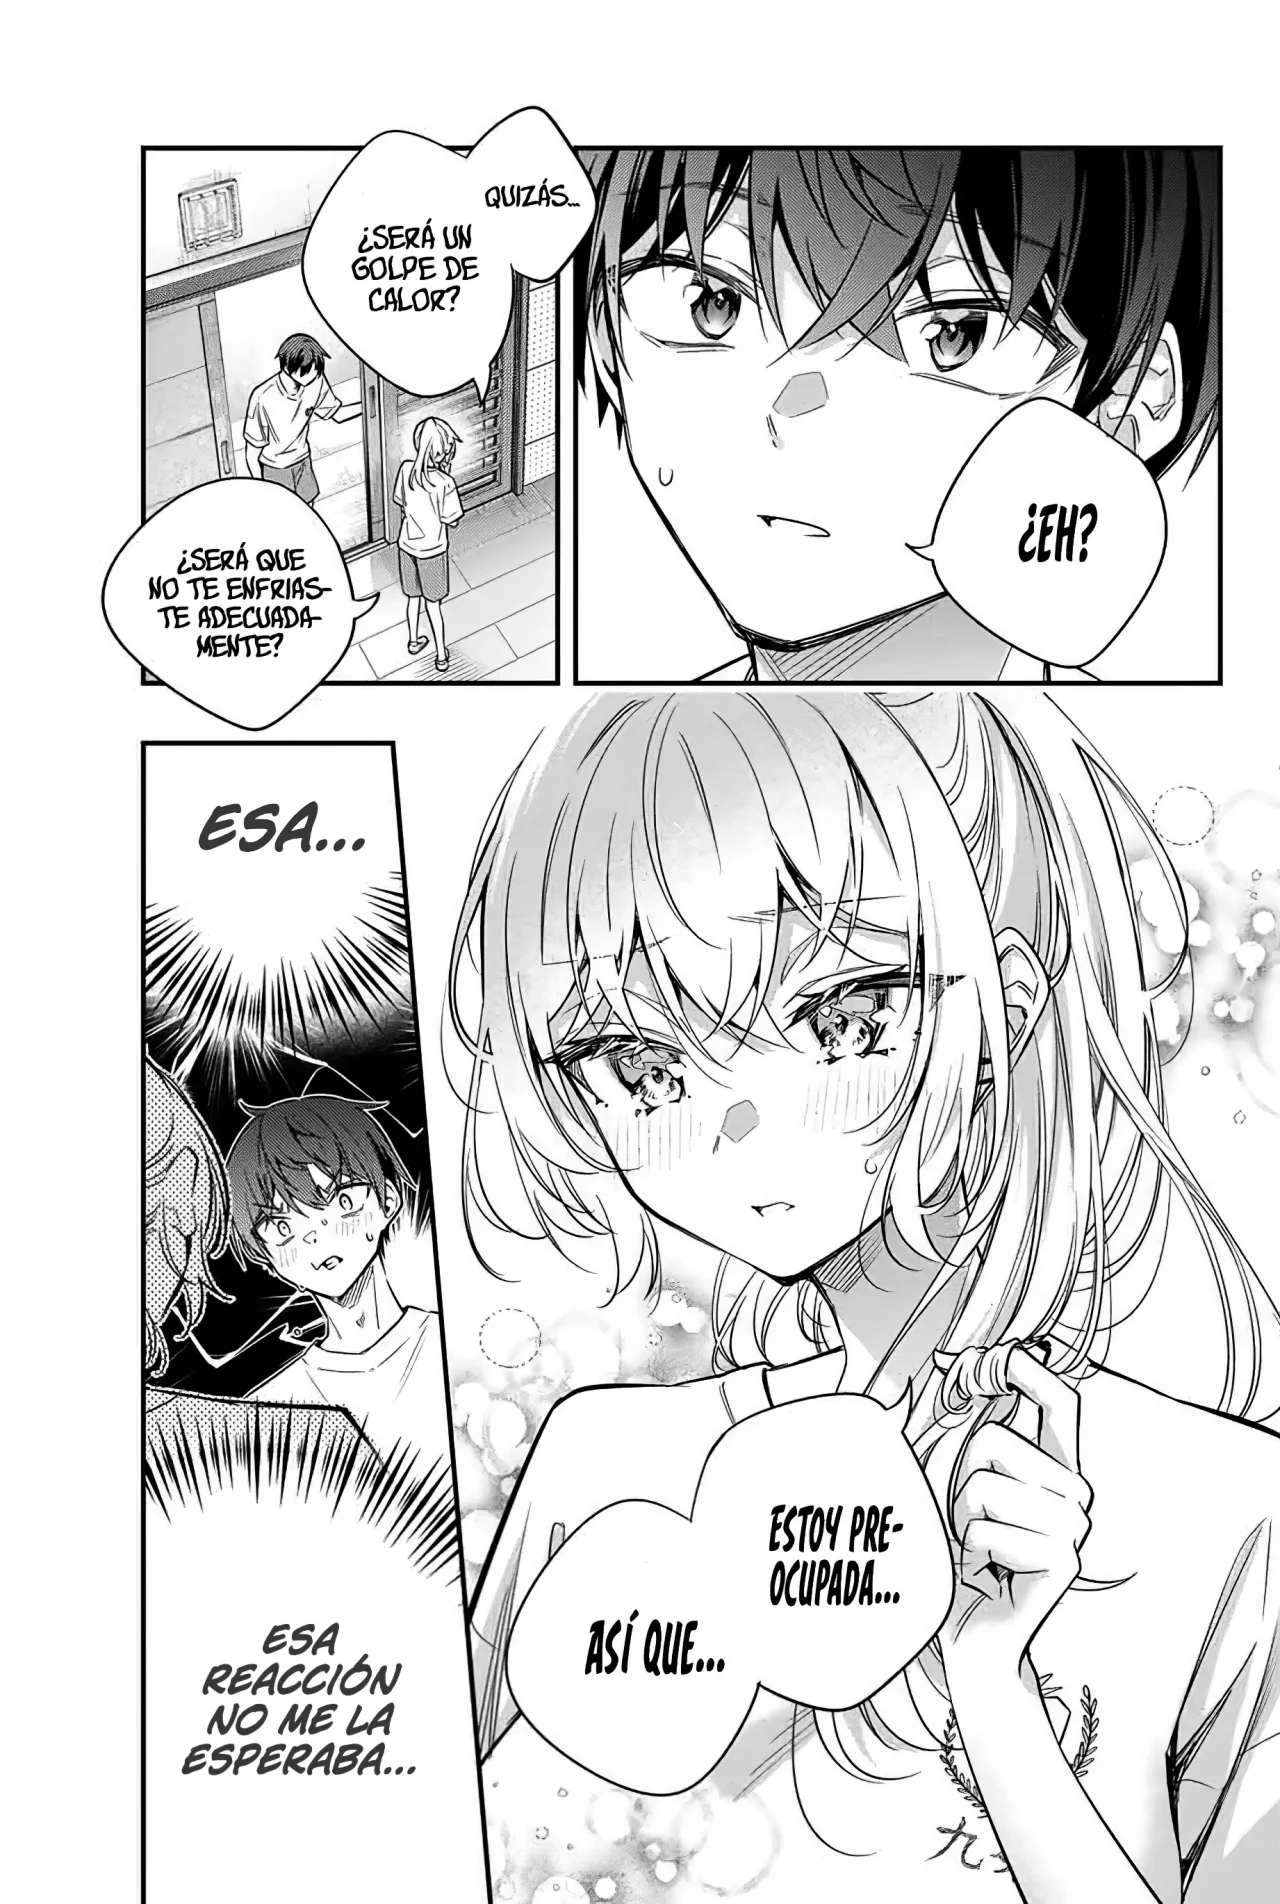 ¿EH?
QUIZÁS...
¿SERÁ UN
GOLPE DE
CALOR?
¿SERÁ QUE
NO TE ENFRIAS-
TE ADECUADA-
MENTE?
ESTOY PRE-
OCUPADA...
ASÍ QUE...
ESA...
ESA
REACCIÓN
NO ME LA
ESPERABA...
九